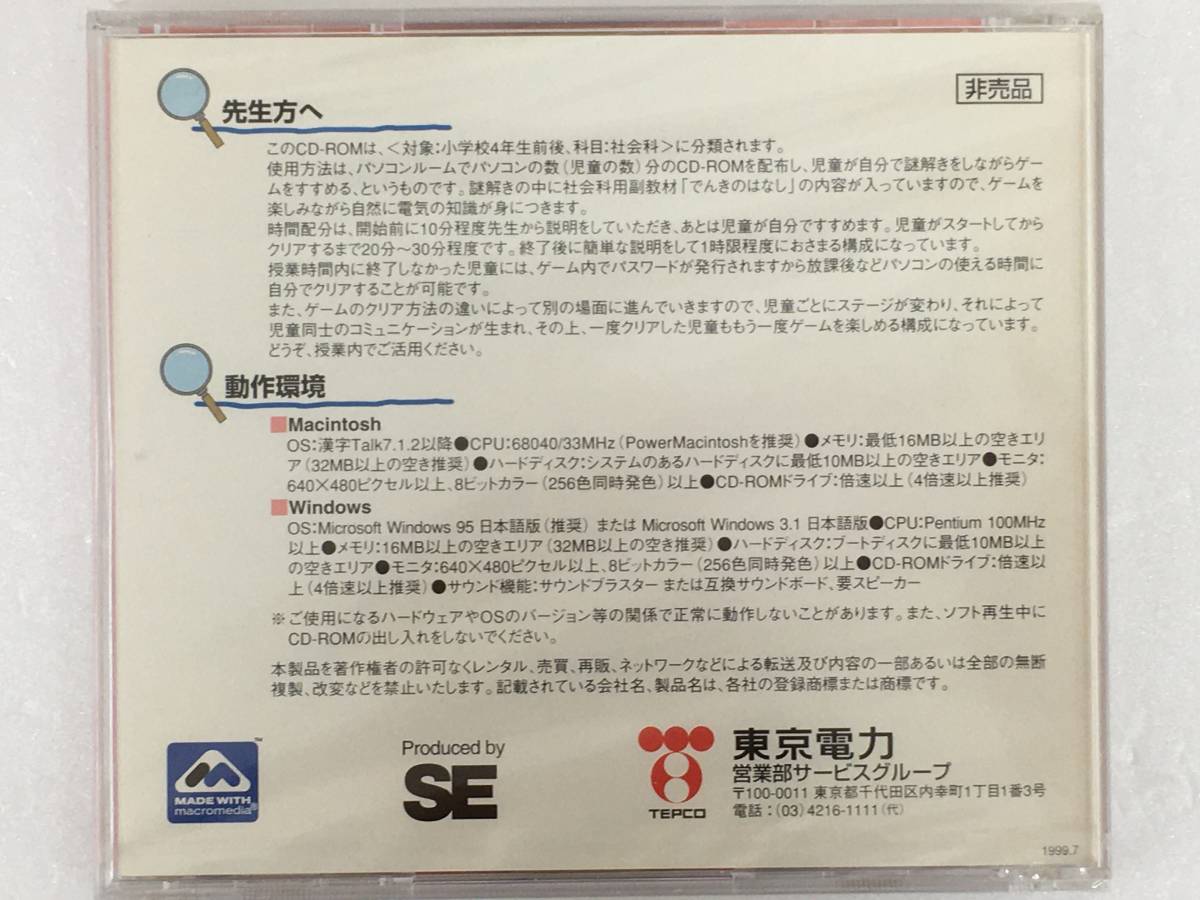 非売品
先生方へ
このCD-ROMは、＜対象：小学校4年生前後、科目：社会科＞に分類されます。
使用方法は、パソコンルームでパソコンの数（児童の数）分のCD-ROMを配布し、児童が自分で謎解きをしながらゲー
ムをすすめる、というものです。謎解きの中に社会科用副教材「でんきのはなし」の内容が入っていますので、ゲームを
楽しみながら自然に電気の知識が身につきます。
時間配分は、開始前に10分程度先生から説明をしていただき、あとは児童が自分ですすめます。児童がスタートしてから
クリアするまで20分～30分程度です。終了後に簡単な説明をして1時限程度におさまる構成になっています。
授業時間内に終了しなかった児童には、ゲーム内でパスワードが発行されますから放課後などパソコンの使える時間に
自分でクリアすることが可能です。
また、ゲームのクリア方法の違いによって別の場面に進んでいきますので、児童ごとにステージが変わり、それによって
児童同士のコミュニケーションが生まれ、その上、一度クリアした児童ももう一度ゲームを楽しめる構成になっています。
どうぞ、授業内でご活用ください。
動作環境
■Macintosh
OS：漢字Talk7.1.2以降●CPU：68040/33MHz（PowerMacintoshを推奨）●メモリ：最低16MB以上の空きエリ
ア（32MB以上の空き推奨）●ハードディスク：システムのあるハードディスクに最低10MB以上の空きエリア●モニタ：
640×480ピクセル以上、8ビットカラー（256色同時発色）以上●CD-ROMドライブ：倍速以上（4倍速以上推奨）
■Windows
OS：Microsoft Windows 95 日本語版（推奨）または Microsoft Windows 3.1 日本語版●CPU：Pentium 100MHz
以上●メモリ：16MB以上の空きエリア（32MB以上の空き推奨）●ハードディスク：ブートディスクに最低10MB以上
の空きエリア●モニタ：640×480ピクセル以上、8ビットカラー（256色同時発色）以上●CD-ROMドライブ：倍速以
上（4倍速以上推奨）●サウンド機能：サウンドブラスター または互換サウンドボード、要スピーカー
※ご使用になるハードウェアやOSのバージョン等の関係で正常に動作しないことがあります。また、ソフト再生中に
CD-ROMの出し入れをしないでください。
本製品を著作権者の許可なくレンタル、売買、再販、ネットワークなどによる転送及び内容の一部あるいは全部の無断
複製、改変などを禁止いたします。記載されている会社名、製品名は、各社の登録商標または商標です。
™
MADE WITH
macromedia®
Produced by
SE
TEPCO
東京電力
営業部サービスグループ
〒100-0011 東京都千代田区内幸町1丁目1番3号
電話：(03)4216-1111(代)
1999.7